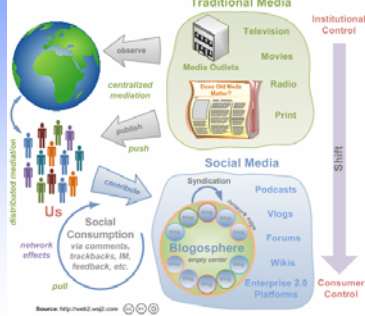 Traditional Media
Institutional
Control
Television
observe
Movies
Media Outlets
Radio
centralized
mediation
Does Old Media
Matter?
Print
publish
push
distributed mediation
Shift
Social Media
contribute
Syndication
Podcasts
Us
network
effects
Social
Consumption
via comments,
trackbacks, IM,
feedback, etc.
pull
Blogosphere
empty center
Vlogs
Forums
Wikis
Enterprise 2.0
Platforms
Consumer
Control
Source: http://web2.wsj2.com